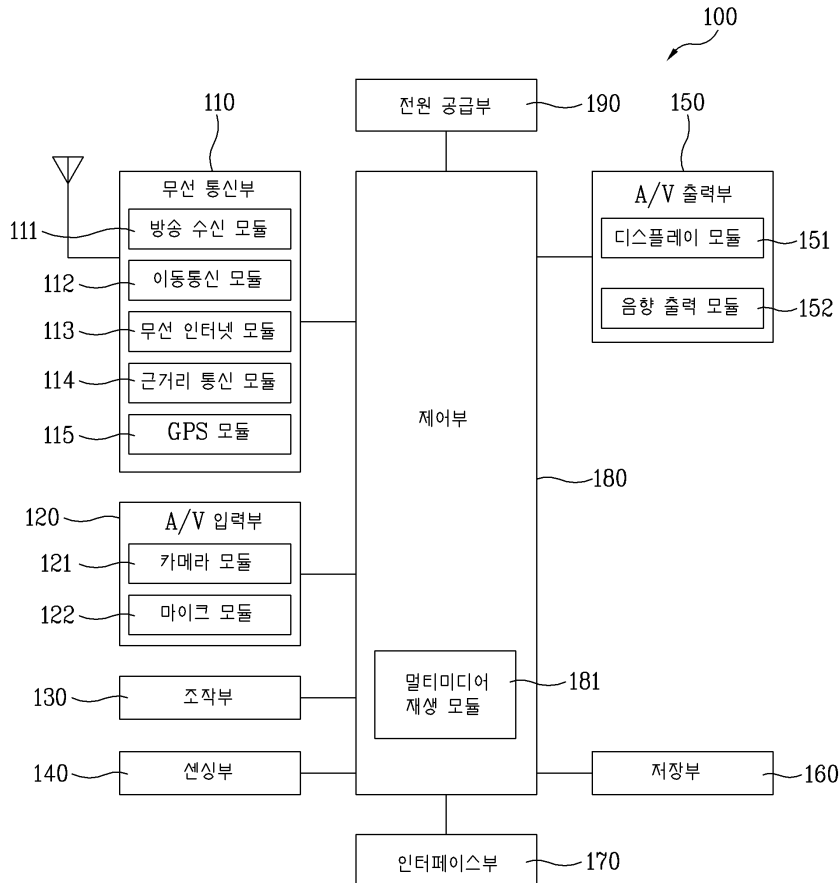 100
전원 공급부
190
110
무선 통신부
111
방송 수신 모듈
112
이동통신 모듈
113
무선 인터넷 모듈
114
근거리 통신 모듈
115
GPS 모듈
120
A/V 입력부
121
카메라 모듈
122
마이크 모듈
130
조작부
140
센싱부
제어부
180
멀티미디어
재생 모듈
181
150
A/V 출력부
디스플레이 모듈
151
음향 출력 모듈
152
저장부
160
인터페이스부
170